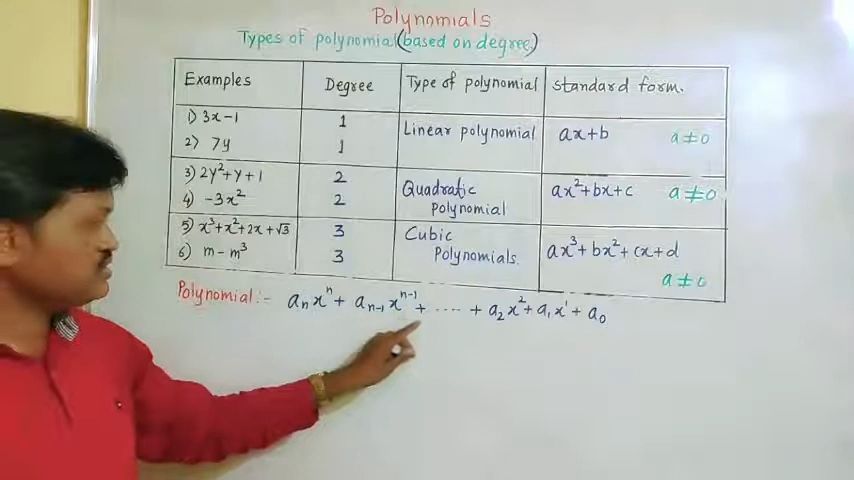 Polynomials
Types of polynomial (based on degree)
Examples Degree Type of polynomial standard form.
1) 3x-1 1 Linear polynomial ax+b a≠0
2) 7y 1
3) 2y²+y+1 2 Quadratic polynomial ax²+bx+c a≠0
4) -3x² 2
5) x³+x²+2x+√3 3 Cubic Polynomials. ax³+bx²+cx+d a≠0
6) m-m³ 3
Polynomial:- aₙxⁿ + aₙ₋₁xⁿ⁻¹ + .... + a₂x² + a₁x¹ + a₀